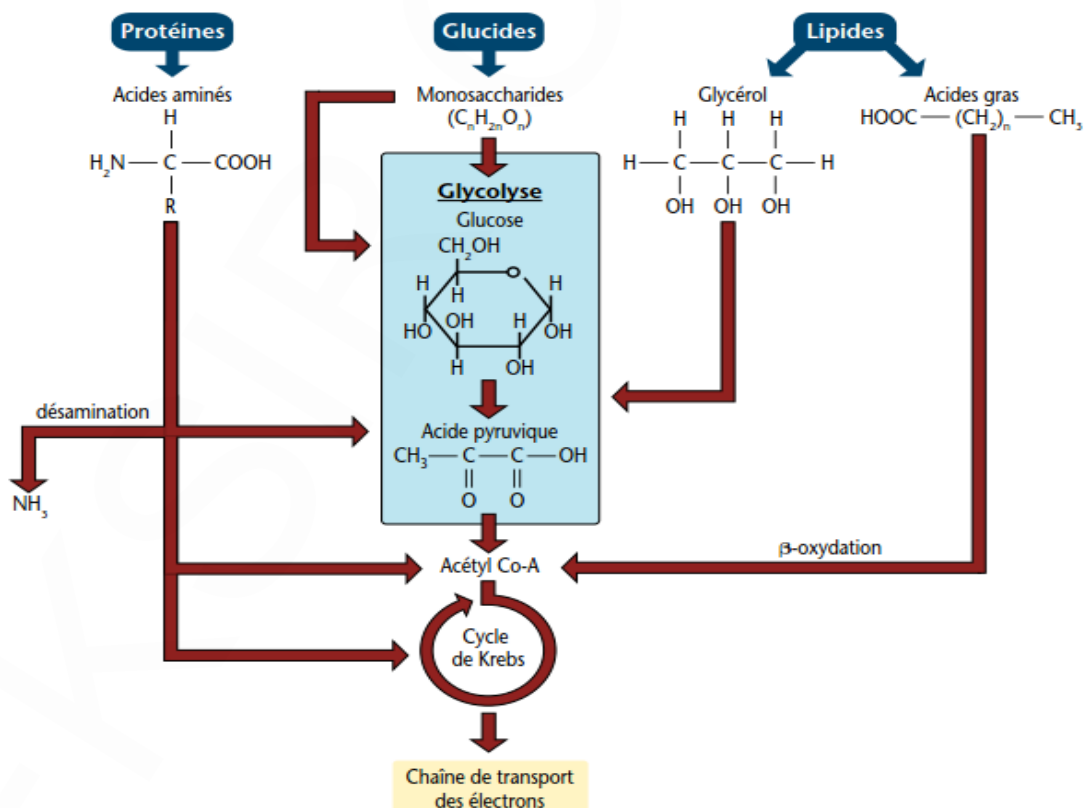 Protéines
Glucides
Lipides
Acides aminés
Monosaccharides
(CₙH₂ₙOₙ)
Glycérol
Acides gras
HOOC — (CH₂)ₙ — CH₃
H
H₂N — C — COOH
R
H H H
H — C — C — C — H
OH OH OH
Glycolyse
Glucose
CH₂OH
O
H H H
OH H
HO OH
H OH
désamination
NH₃
Acide pyruvique
CH₃ — C — C — OH
O O
β-oxydation
Acétyl Co-A
Cycle
de Krebs
Chaîne de transport
des électrons